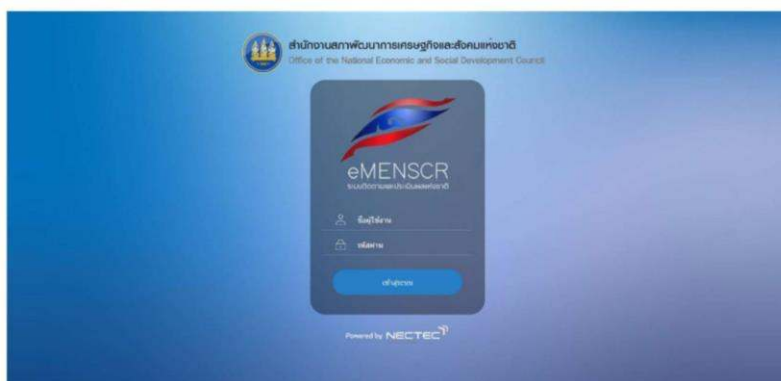 สำนักงานสภาพัฒนาการเศรษฐกิจและสังคมแห่งชาติ
Office of the National Economic and Social Development Council
eMENSCR
ระบบติดตามและประเมินผลแห่งชาติ
ชื่อผู้ใช้งาน
รหัสผ่าน
เข้าสู่ระบบ
Powered by NECTEC